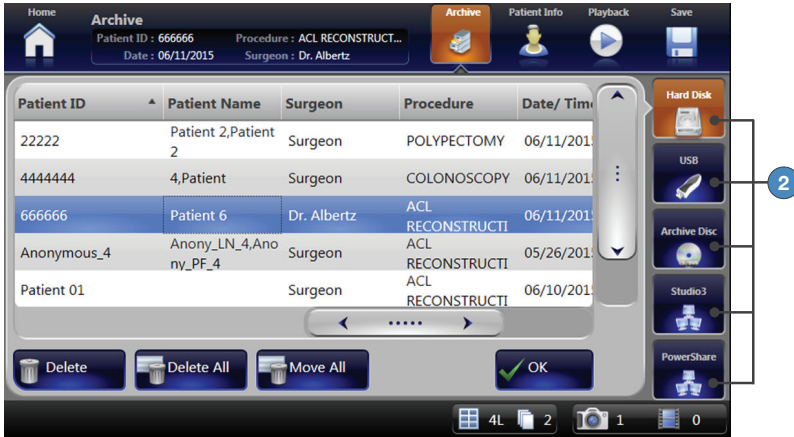 Home
Archive
Archive
Patient Info
Playback
Save
Patient ID : 666666 Procedure : ACL RECONSTRUCT...
Date : 06/11/2015 Surgeon : Dr. Albertz
Patient ID Patient Name Surgeon Procedure Date/ Time
22222 Patient 2,Patient 2 Surgeon POLYPECTOMY 06/11/201
4444444 4,Patient Surgeon COLONOSCOPY 06/11/201
666666 Patient 6 Dr. Albertz ACL RECONSTRUCTI 06/11/201
Anonymous_4 Anony_LN_4,Anony_PF_4 Surgeon ACL RECONSTRUCTI 05/26/201
Patient 01 Surgeon ACL RECONSTRUCTI 06/10/201
Hard Disk
USB
2
Archive Disc
Studio3
PowerShare
Delete
Delete All
Move All
OK
4L 2 1 0